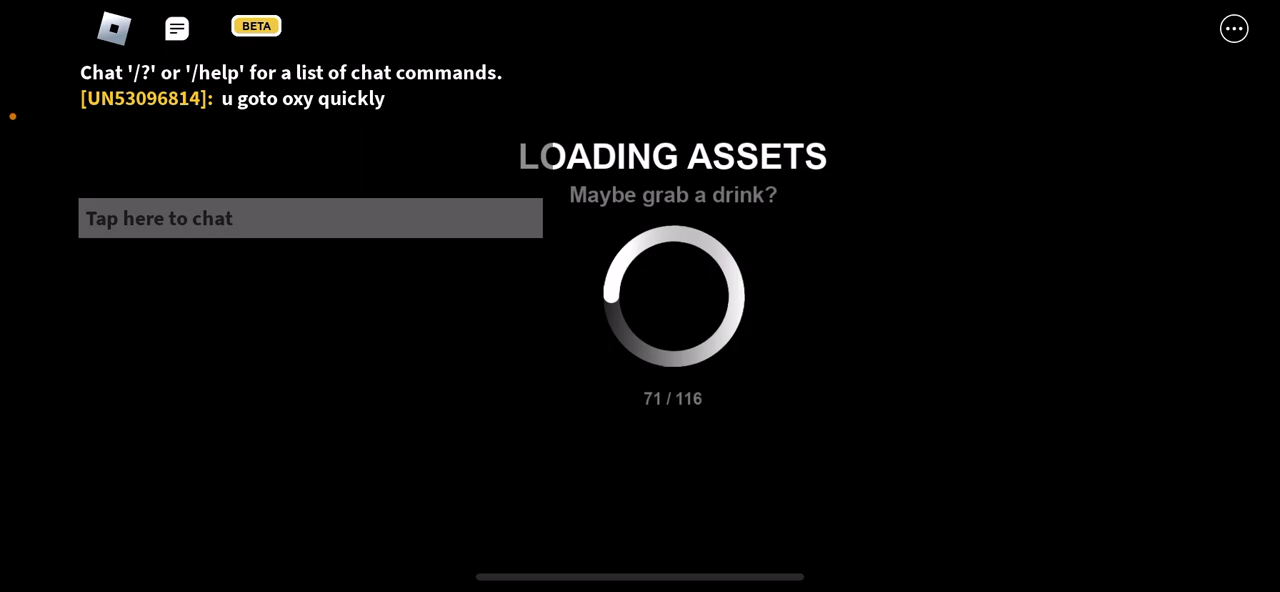 BETA
Chat '/?' or '/help' for a list of chat commands.
[UN53096814]: u goto oxy quickly
LOADING ASSETS
Maybe grab a drink?
Tap here to chat
71 / 116